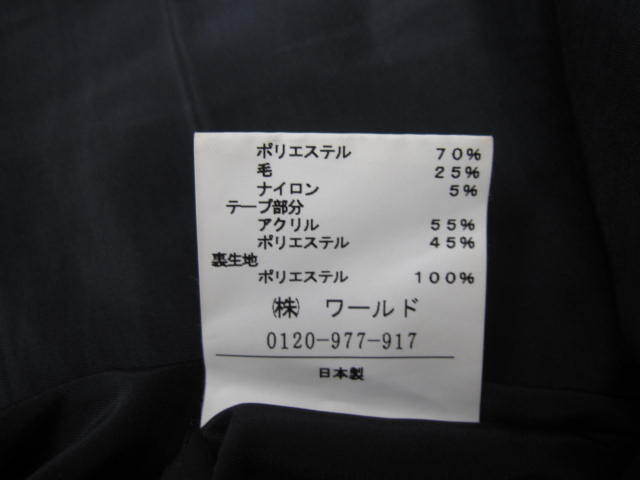 ポリエステル 70%
毛 25%
ナイロン 5%
テープ部分
アクリル 55%
ポリエステル 45%
裏生地
ポリエステル 100%
㈱ ワールド
0120-977-917
日本製